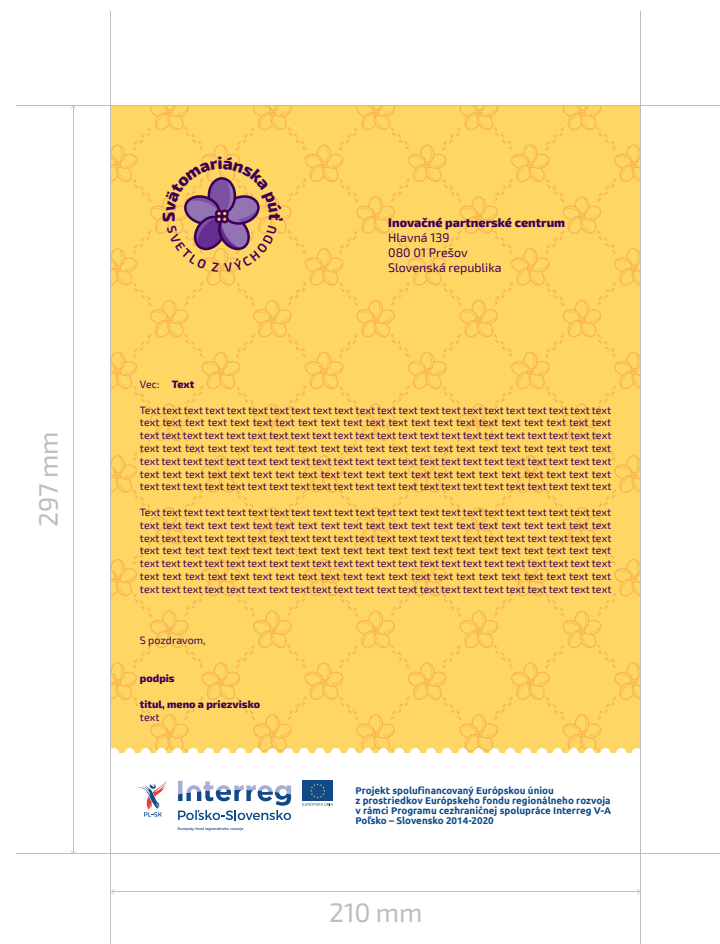 Svätomariánska púť
SVETLO Z VÝCHODU
Inovačné partnerské centrum
Hlavná 139
080 01 Prešov
Slovenská republika
Vec: Text
Text text text text text text text text text text text text text text text text text text text text text text
text text text text text text text text text text text text text text text text text text text text text text
text text text text text text text text text text text text text text text text text text text text text text
text text text text text text text text text text text text text text text text text text text text text text
text text text text text text text text text text text text text text text text text text text text text text
text text text text text text text text text text text text text text text text text text text text text text
text text text text text text text text text text text text text text text text text text text text text text
Text text text text text text text text text text text text text text text text text text text text text text
text text text text text text text text text text text text text text text text text text text text text text
text text text text text text text text text text text text text text text text text text text text text text
text text text text text text text text text text text text text text text text text text text text text text
text text text text text text text text text text text text text text text text text text text text text text
text text text text text text text text text text text text text text text text text text text text text text
text text text text text text text text text text text text text text text text text text text text text text
S pozdravom,
podpis
titul, meno a priezvisko
text
PL-SK
Interreg
Poľsko-Slovensko
Európsky fond regionálneho rozvoja
EURÓPSKA ÚNIA
Projekt spolufinancovaný Európskou úniou
z prostriedkov Európskeho fondu regionálneho rozvoja
v rámci Programu cezhraničnej spolupráce Interreg V-A
Poľsko – Slovensko 2014-2020
297 mm
210 mm